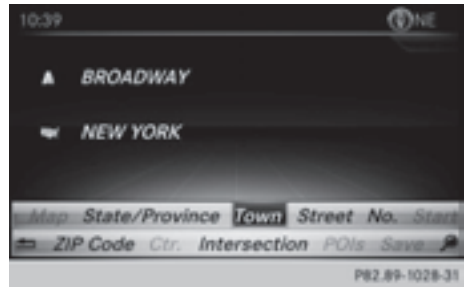 10:39 NE
BROADWAY
NEW YORK
Map State/Province Town Street No. Start
ZIP Code Ctr. Intersection POIs Save
P82.89-1028-31